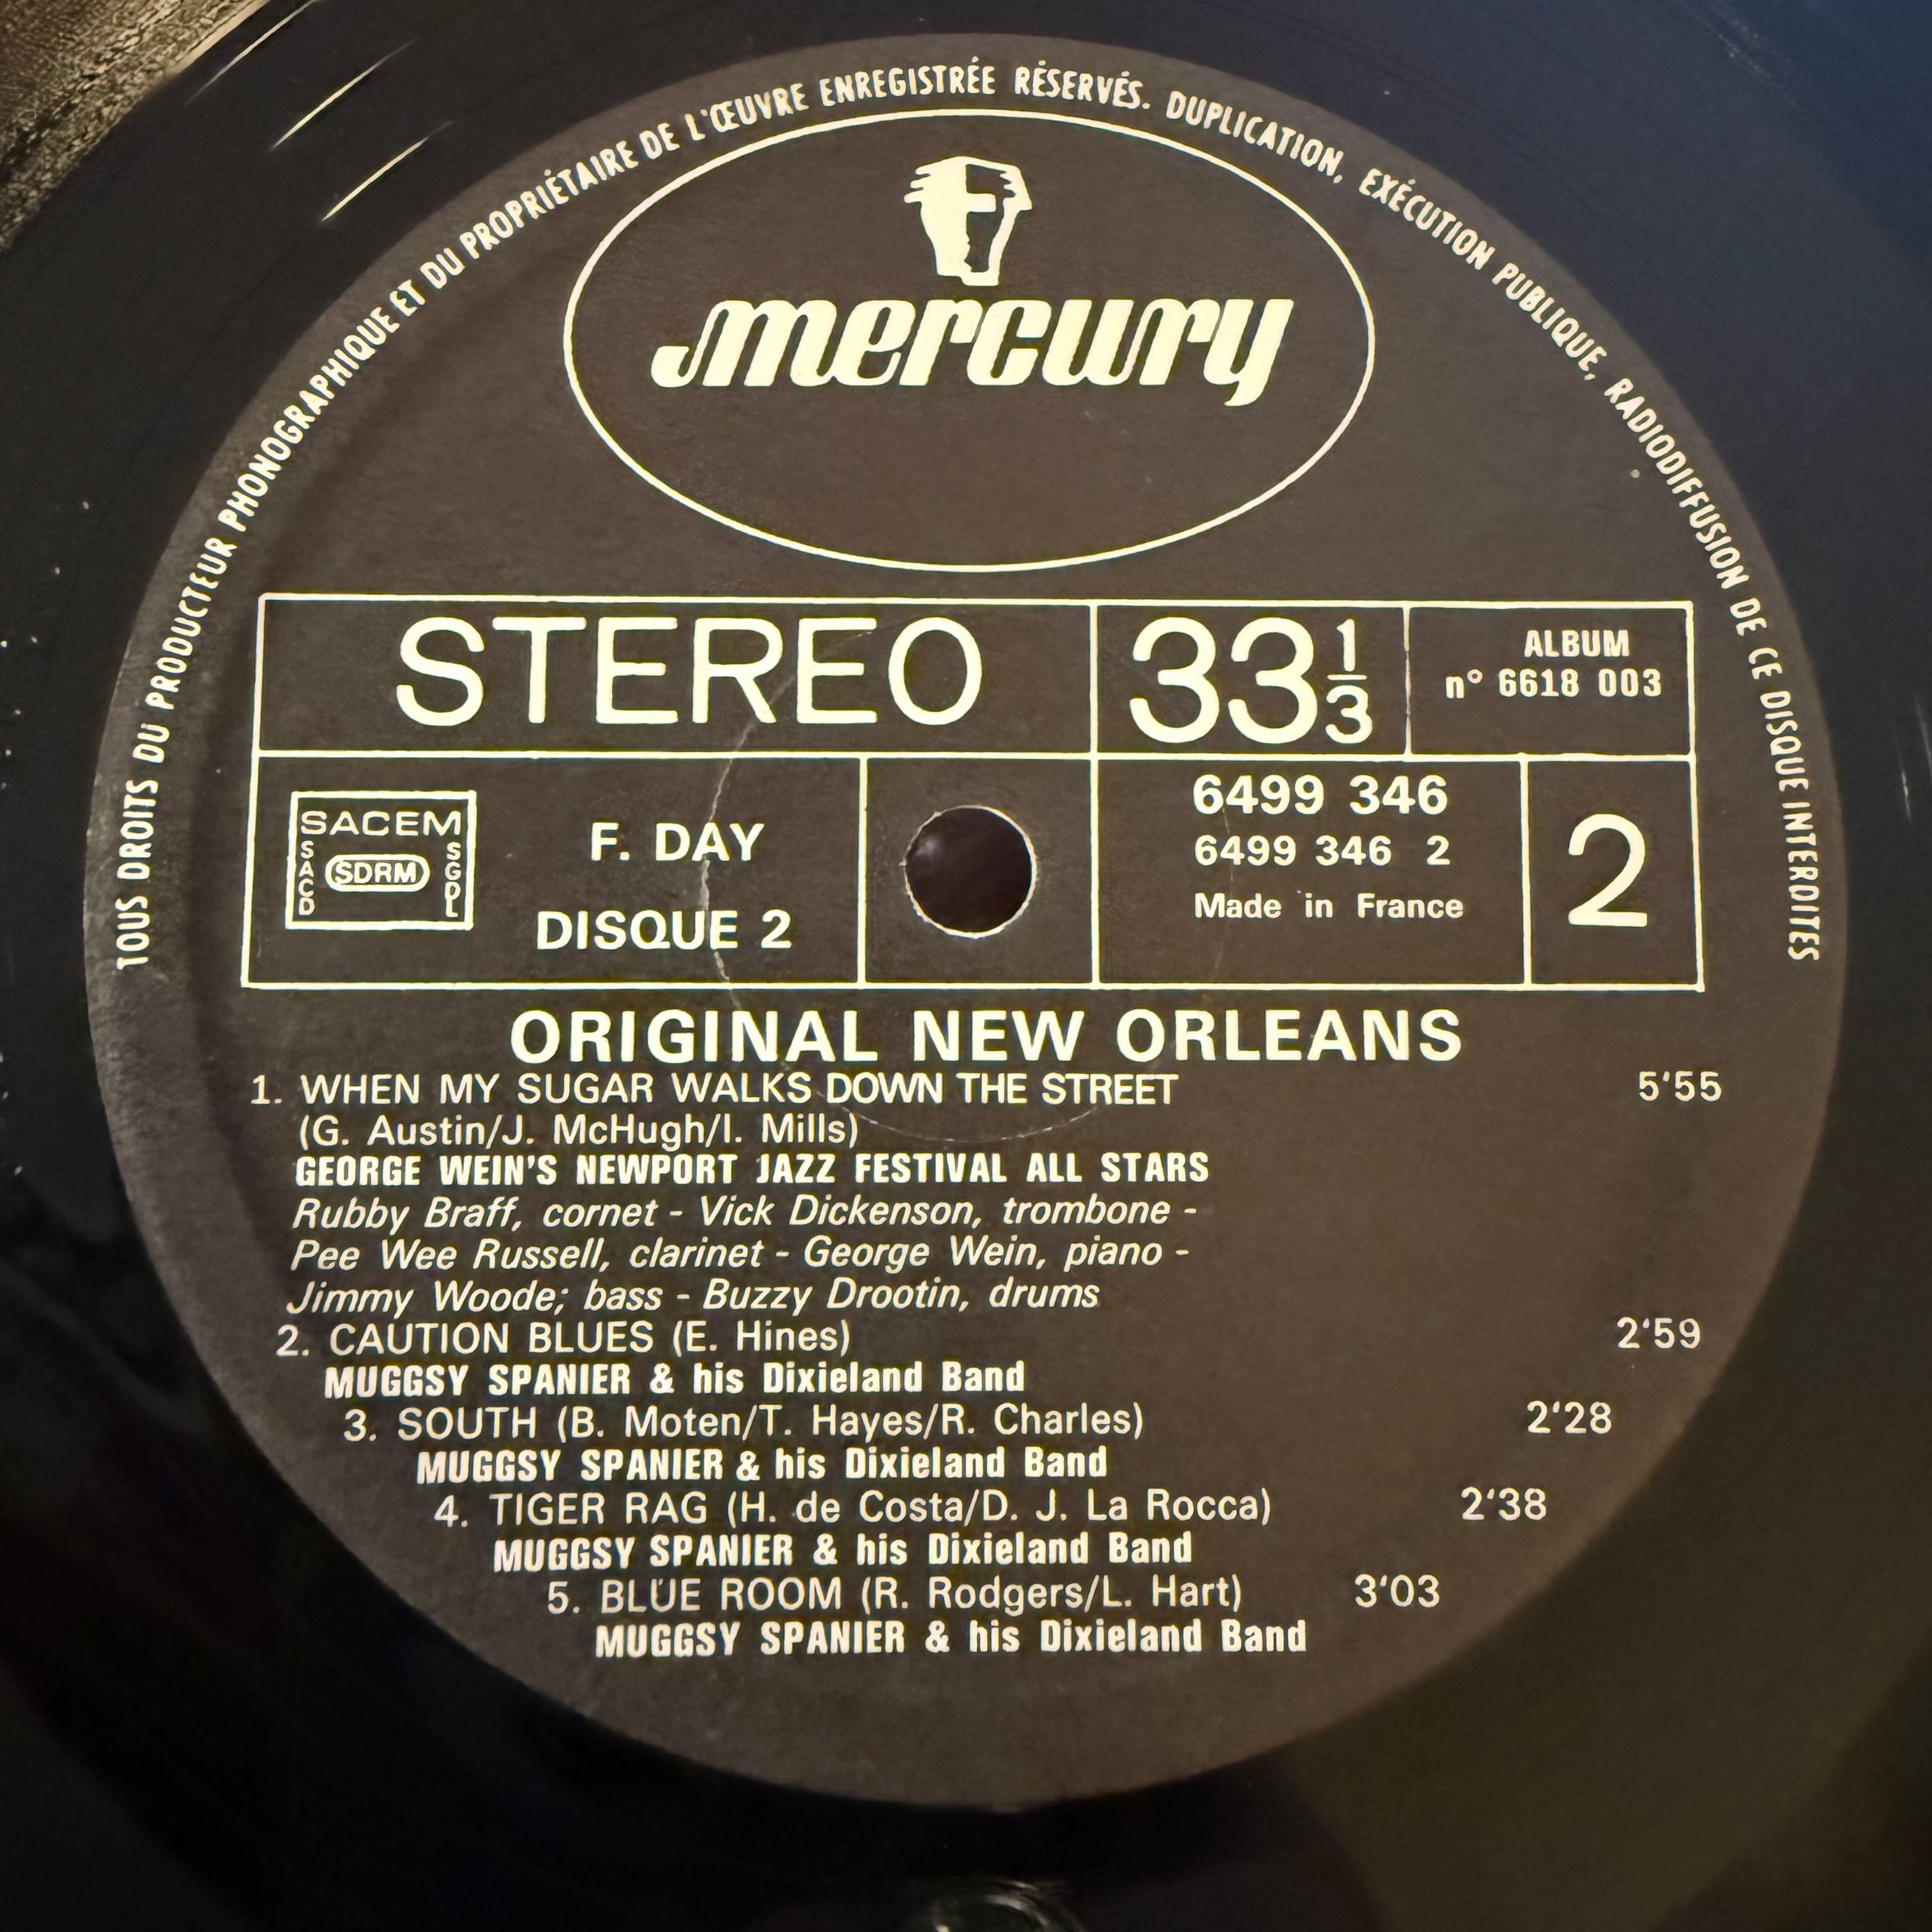 TOUS DROITS DU PRODUCTEUR PHONOGRAPHIQUE ET DU PROPRIÉTAIRE DE L'ŒUVRE ENREGISTRÉE RÉSERVÉS. DUPLICATION, EXÉCUTION PUBLIQUE, RADIODIFFUSION DE CE DISQUE INTERDITES
mercury
STEREO
33 1/3
ALBUM
n° 6618 003
SACEM
SACD
SDRM
SGDL
F. DAY
DISQUE 2
6499 346
6499 346 2
Made in France
2
ORIGINAL NEW ORLEANS
1. WHEN MY SUGAR WALKS DOWN THE STREET 5'55
(G. Austin/J. McHugh/I. Mills)
GEORGE WEIN'S NEWPORT JAZZ FESTIVAL ALL STARS
Rubby Braff, cornet - Vick Dickenson, trombone -
Pee Wee Russell, clarinet - George Wein, piano -
Jimmy Woode; bass - Buzzy Drootin, drums
2. CAUTION BLUES (E. Hines) 2'59
MUGGSY SPANIER & his Dixieland Band
3. SOUTH (B. Moten/T. Hayes/R. Charles) 2'28
MUGGSY SPANIER & his Dixieland Band
4. TIGER RAG (H. de Costa/D. J. La Rocca) 2'38
MUGGSY SPANIER & his Dixieland Band
5. BLUE ROOM (R. Rodgers/L. Hart) 3'03
MUGGSY SPANIER & his Dixieland Band